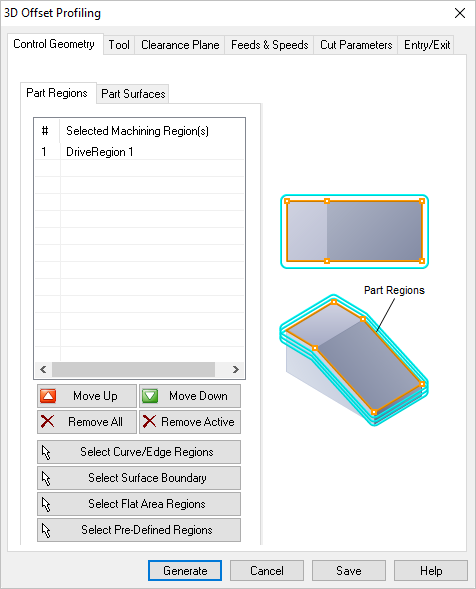 3D Offset Profiling
Control Geometry Tool Clearance Plane Feeds & Speeds Cut Parameters Entry/Exit
Part Regions Part Surfaces
# Selected Machining Region(s)
1 DriveRegion 1
Part Regions
Move Up Move Down
Remove All Remove Active
Select Curve/Edge Regions
Select Surface Boundary
Select Flat Area Regions
Select Pre-Defined Regions
Generate Cancel Save Help